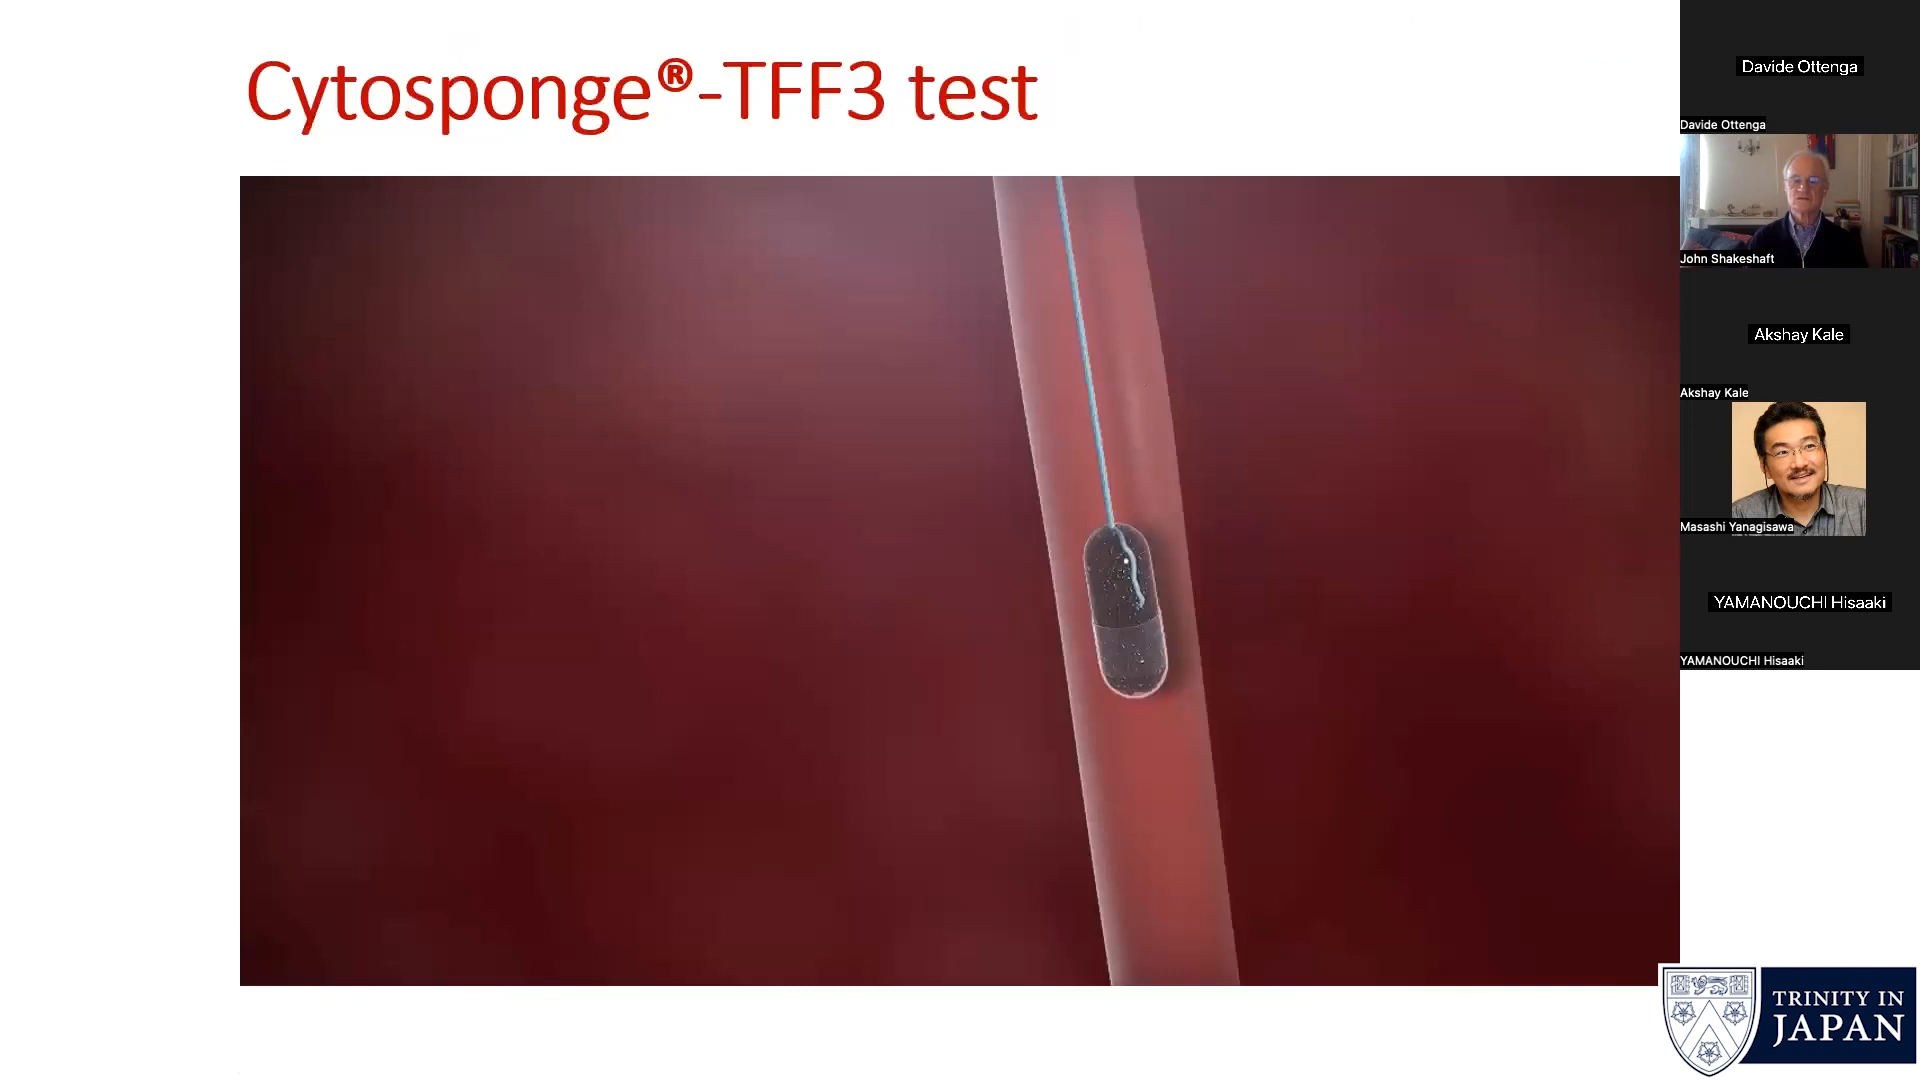 Cytosponge®-TFF3 test
Davide Ottenga
Davide Ottenga
John Shakeshaft
Akshay Kale
Akshay Kale
Masashi Yanagisawa
YAMANOUCHI Hisaaki
YAMANOUCHI Hisaaki
TRINITY IN
JAPAN